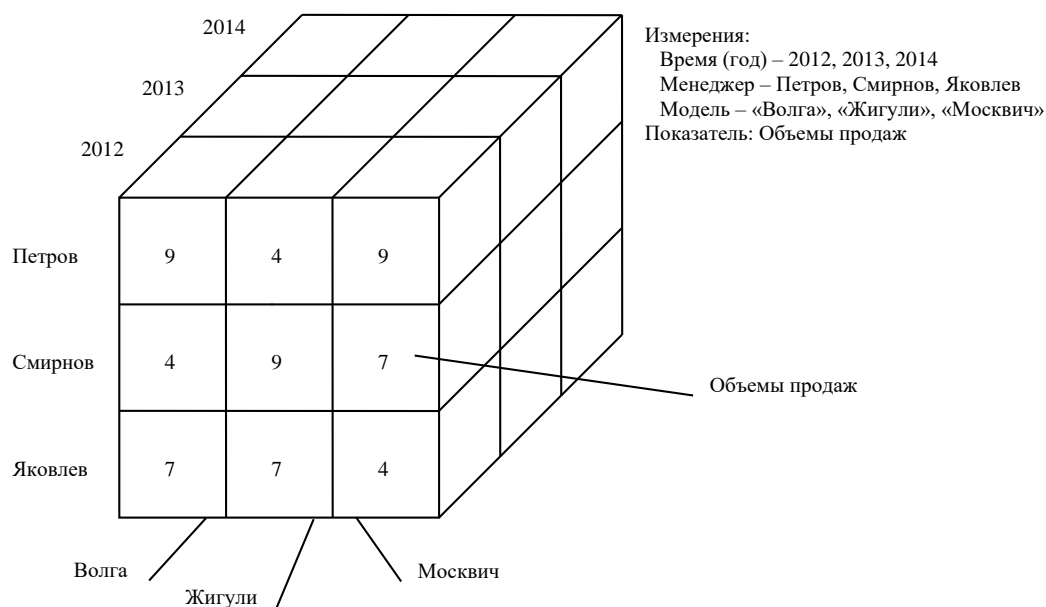 2014
2013
2012
Измерения:
Время (год) – 2012, 2013, 2014
Менеджер – Петров, Смирнов, Яковлев
Модель – «Волга», «Жигули», «Москвич»
Показатель: Объемы продаж
Петров 9 4 9
Смирнов 4 9 7
Объемы продаж
Яковлев 7 7 4
Волга
Жигули
Москвич